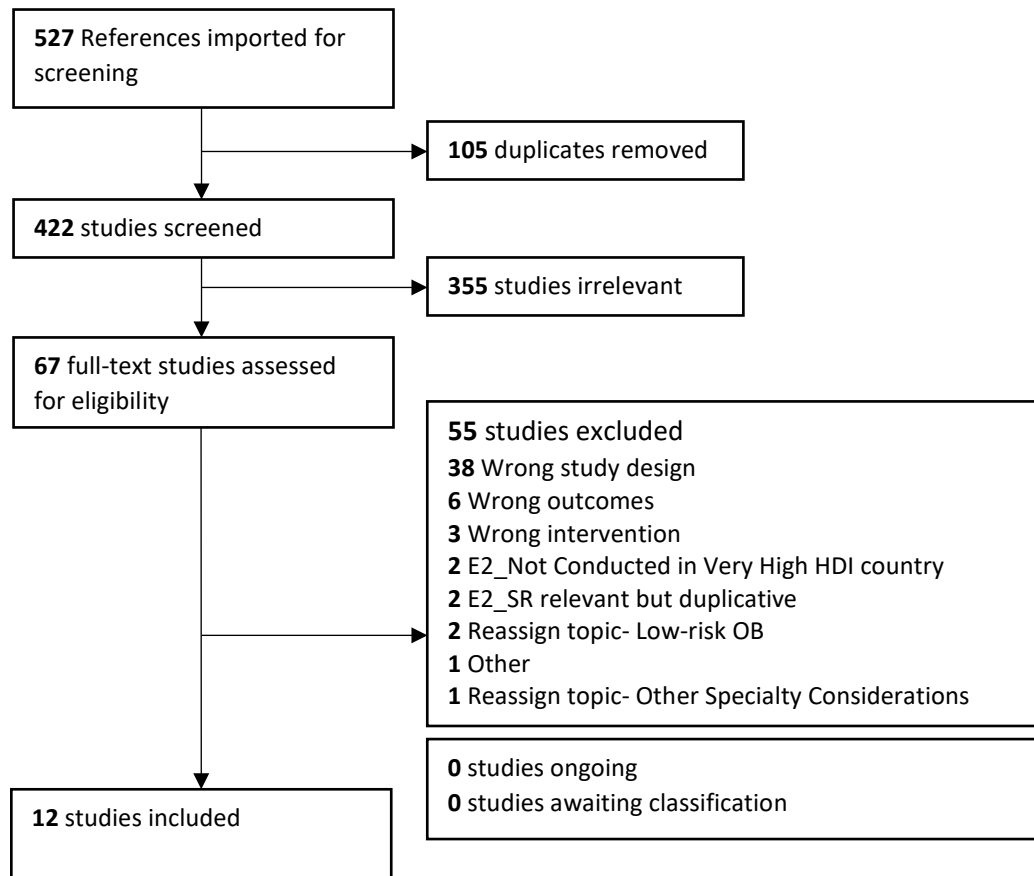 527 References imported for
screening
105 duplicates removed
422 studies screened
355 studies irrelevant
67 full-text studies assessed
for eligibility
55 studies excluded
38 Wrong study design
6 Wrong outcomes
3 Wrong intervention
2 E2_Not Conducted in Very High HDI country
2 E2_SR relevant but duplicative
2 Reassign topic- Low-risk OB
1 Other
1 Reassign topic- Other Specialty Considerations
0 studies ongoing
0 studies awaiting classification
12 studies included